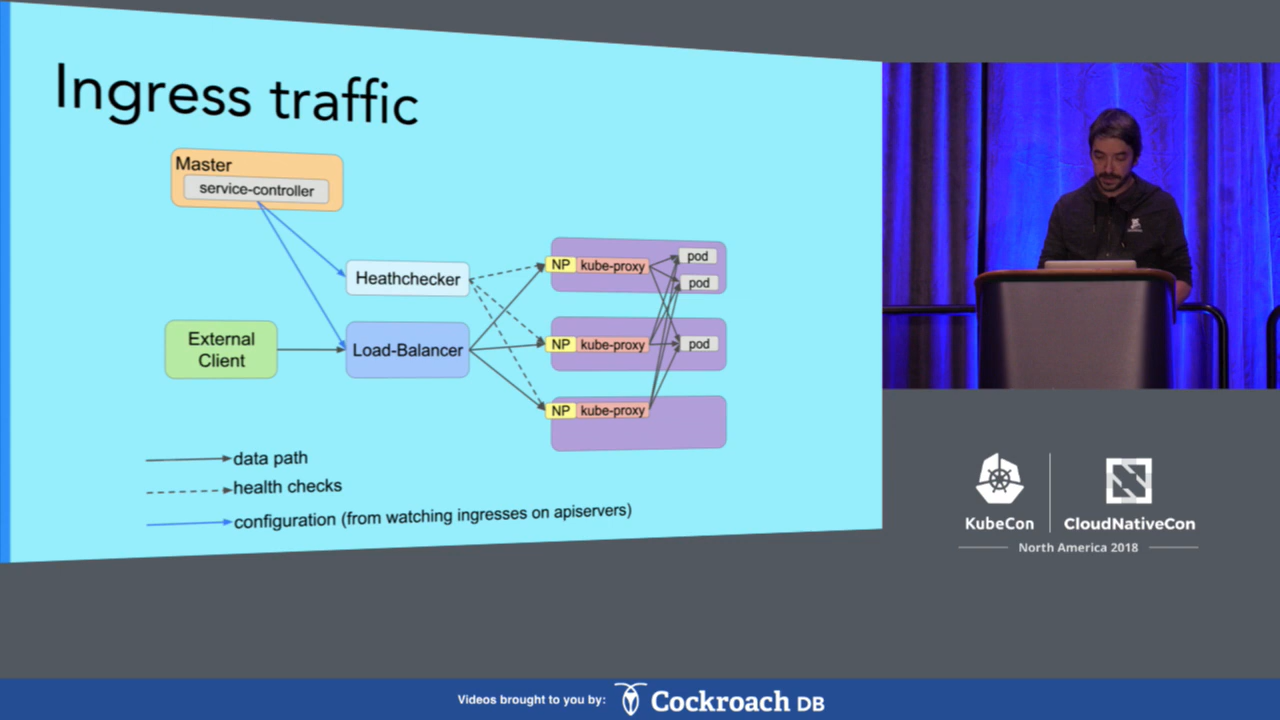 Ingress traffic
Master
service-controller
Heathchecker
External
Client
Load-Balancer
NP kube-proxy
pod
pod
NP kube-proxy
pod
NP kube-proxy
data path
health checks
configuration (from watching ingresses on apiservers)
KubeCon
CloudNativeCon
North America 2018
Videos brought to you by: Cockroach DB